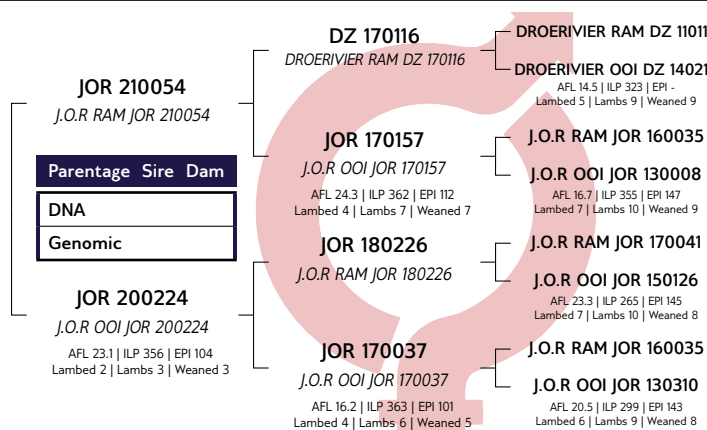 JOR 210054
J.O.R RAM JOR 210054
Parentage Sire Dam
DNA
Genomic
JOR 200224
J.O.R OOI JOR 200224
AFL 23.1 | ILP 356 | EPI 104
Lambed 2 | Lambs 3 | Weaned 3
DZ 170116
DROERIVIER RAM DZ 170116
JOR 170157
J.O.R OOI JOR 170157
AFL 24.3 | ILP 362 | EPI 112
Lambed 4 | Lambs 7 | Weaned 7
JOR 180226
J.O.R RAM JOR 180226
JOR 170037
J.O.R OOI JOR 170037
AFL 16.2 | ILP 363 | EPI 101
Lambed 4 | Lambs 6 | Weaned 5
DROERIVIER RAM DZ 11011
DROERIVIER OOI DZ 14021
AFL 14.5 | ILP 323 | EPI -
Lambed 5 | Lambs 9 | Weaned 9
J.O.R RAM JOR 160035
J.O.R OOI JOR 130008
AFL 16.7 | ILP 355 | EPI 147
Lambed 7 | Lambs 10 | Weaned 9
J.O.R RAM JOR 170041
J.O.R OOI JOR 150126
AFL 23.3 | ILP 265 | EPI 145
Lambed 7 | Lambs 10 | Weaned 8
J.O.R RAM JOR 160035
J.O.R OOI JOR 130310
AFL 20.5 | ILP 299 | EPI 143
Lambed 6 | Lambs 9 | Weaned 8